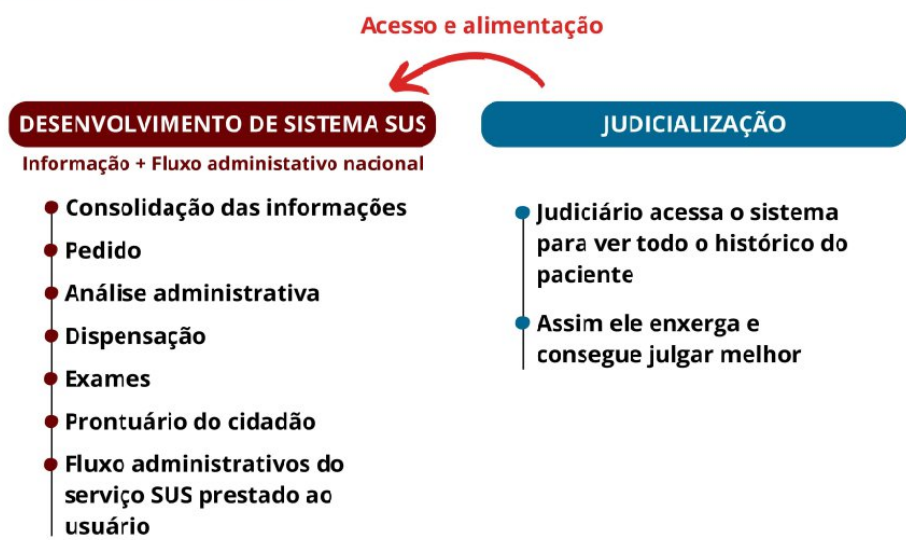 Acesso e alimentação
DESENVOLVIMENTO DE SISTEMA SUS
Informação + Fluxo administativo nacional
Consolidação das informações
Pedido
Análise administrativa
Dispensação
Exames
Prontuário do cidadão
Fluxo administrativos do
serviço SUS prestado ao
usuário
JUDICIALIZAÇÃO
Judiciário acessa o sistema
para ver todo o histórico do
paciente
Assim ele enxerga e
consegue julgar melhor